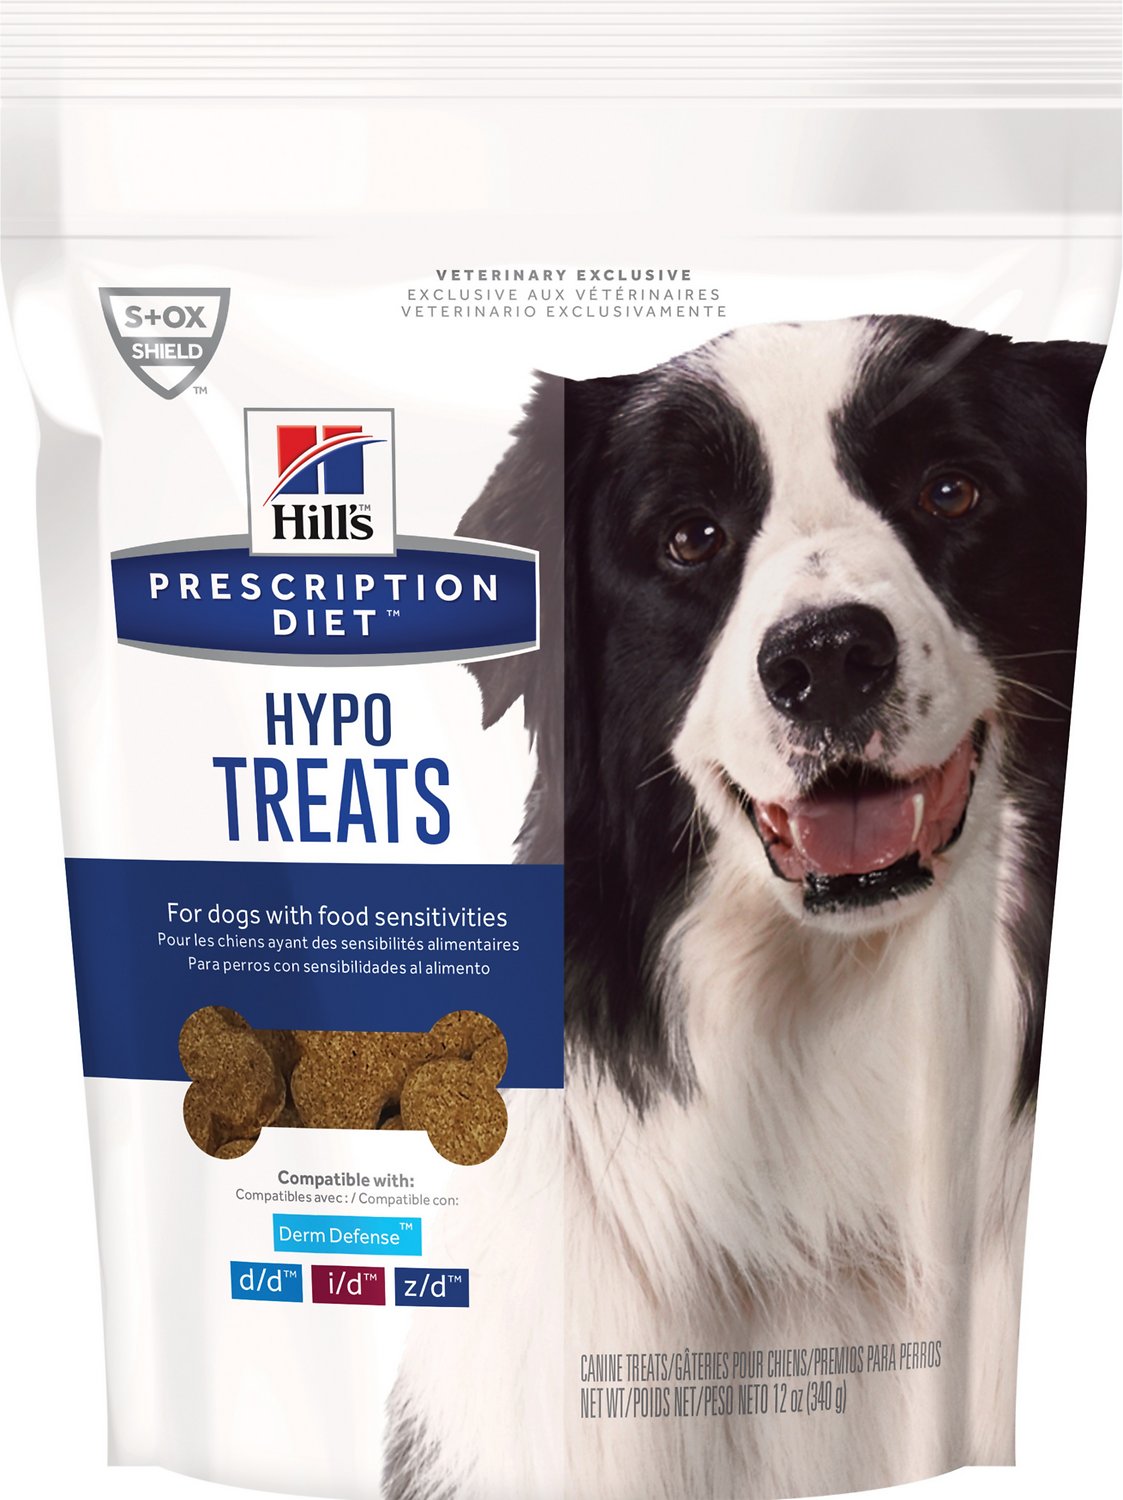 VETERINARY EXCLUSIVE
EXCLUSIVE AUX VÉTÉRINAIRES
VETERINARIO EXCLUSIVAMENTE
S+OX
SHIELD™
Hill's™
PRESCRIPTION
DIET™
HYPO
TREATS
For dogs with food sensitivities
Pour les chiens ayant des sensibilités alimentaires
Para perros con sensibilidades al alimento
Compatible with:
Compatibles avec : / Compatible con:
Derm Defense™
d/d™ i/d™ z/d™
CANINE TREATS/GÂTERIES POUR CHIENS/PREMIOS PARA PERROS
NET WT/POIDS NET/PESO NETO 12 oz (340 g)